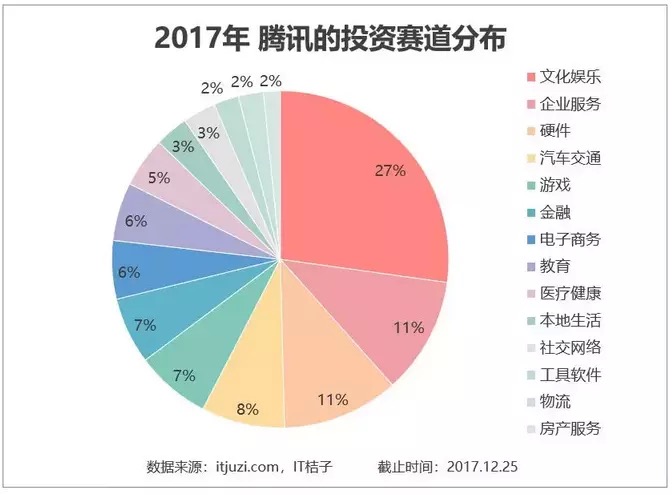 2017年 腾讯的投资赛道分布
2% 2% 2%
3%
3%
5%
6%
6%
7%
7%
8%
11%
11%
27%
文化娱乐
企业服务
硬件
汽车交通
游戏
金融
电子商务
教育
医疗健康
本地生活
社交网络
工具软件
物流
房产服务
数据来源：itjuzi.com，IT桔子 截止时间：2017.12.25